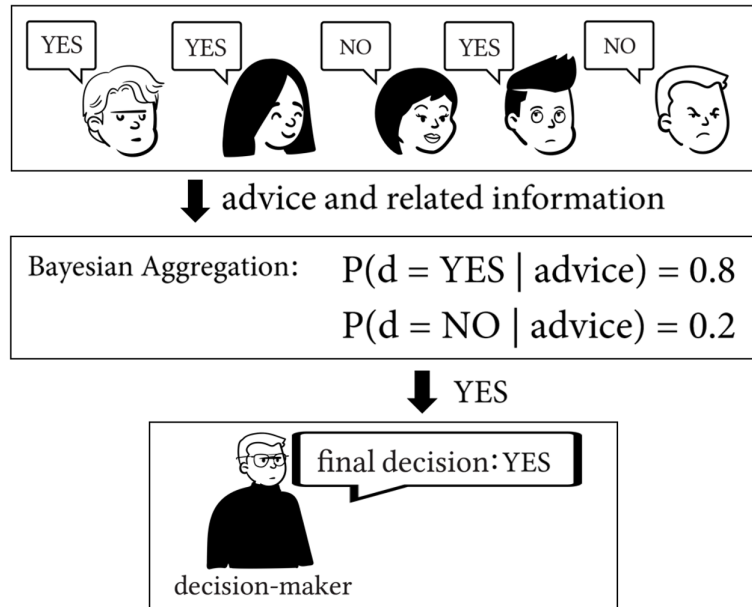 YES
YES
NO
YES
NO
advice and related information
Bayesian Aggregation:
P(d = YES | advice) = 0.8
P(d = NO | advice) = 0.2
YES
final decision: YES
decision-maker